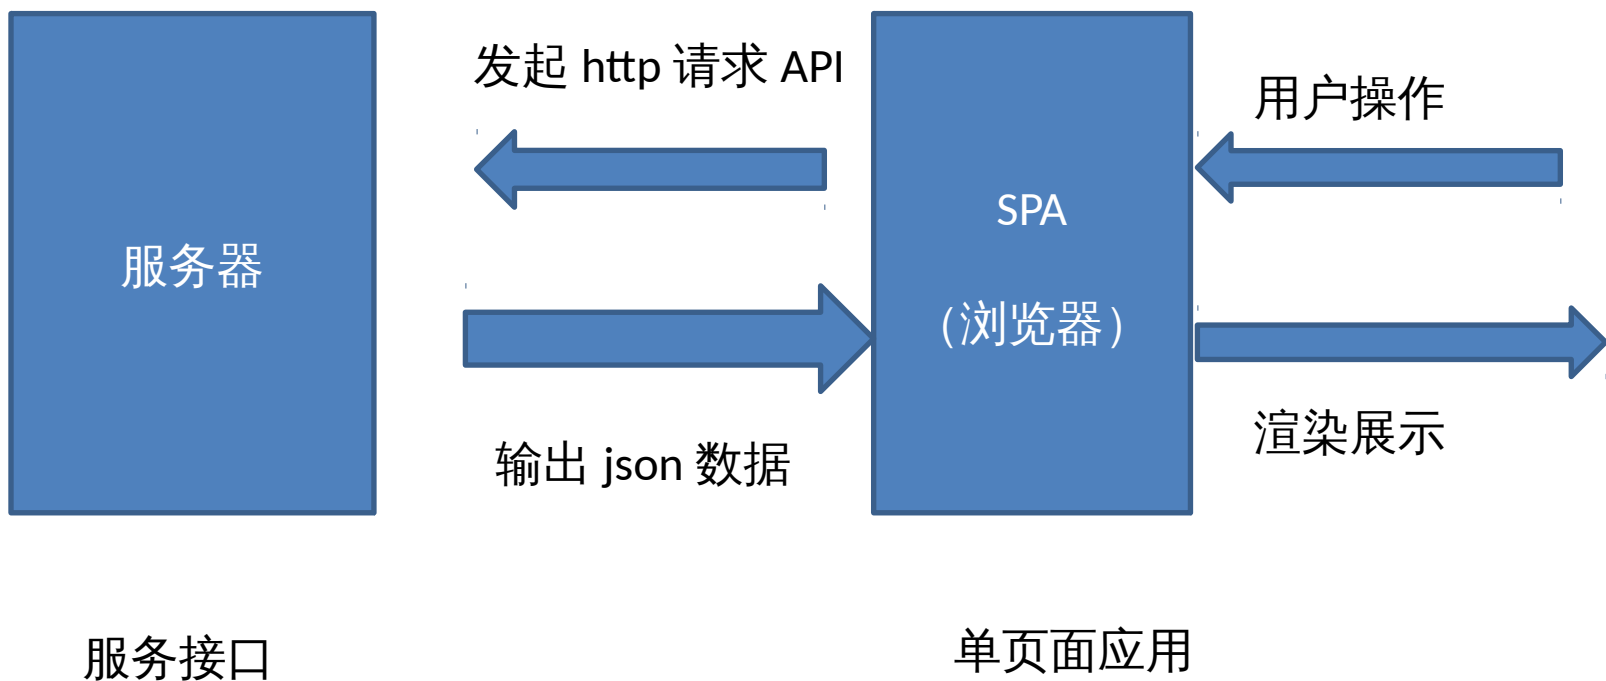 发起 http 请求 API
用户操作
服务器
SPA
（浏览器）
输出 json 数据
渲染展示
服务接口
单页面应用